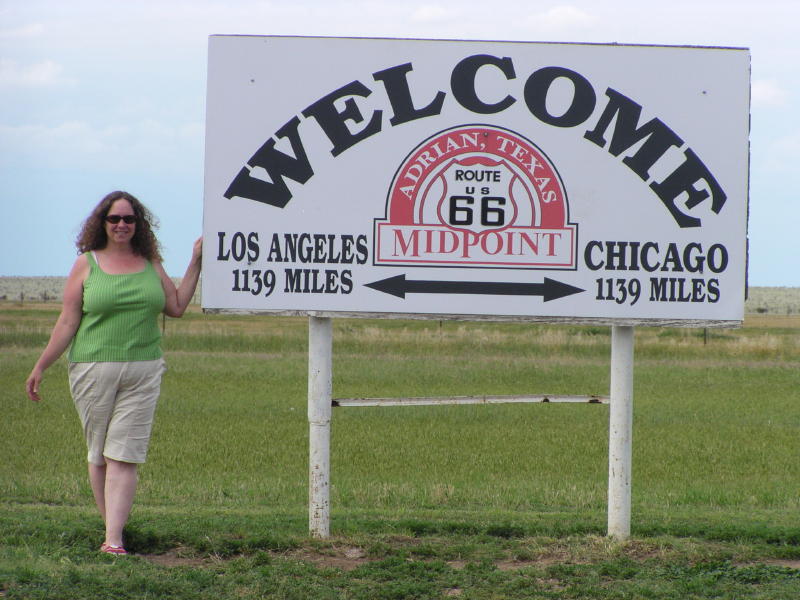 WELCOME
ADRIAN, TEXAS
ROUTE
US
66
MIDPOINT
LOS ANGELES
1139 MILES
CHICAGO
1139 MILES